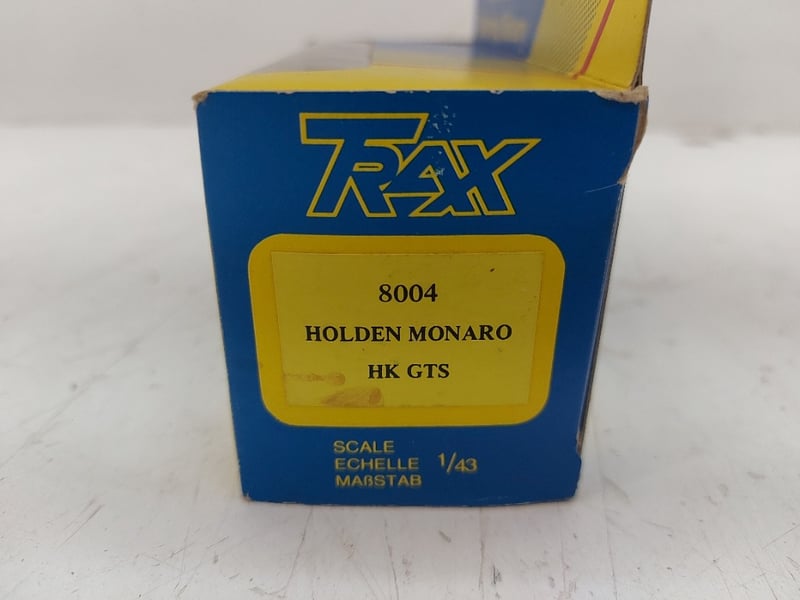 TRAX
8004
HOLDEN MONARO
HK GTS
SCALE
ECHELLE 1/43
MAßSTAB